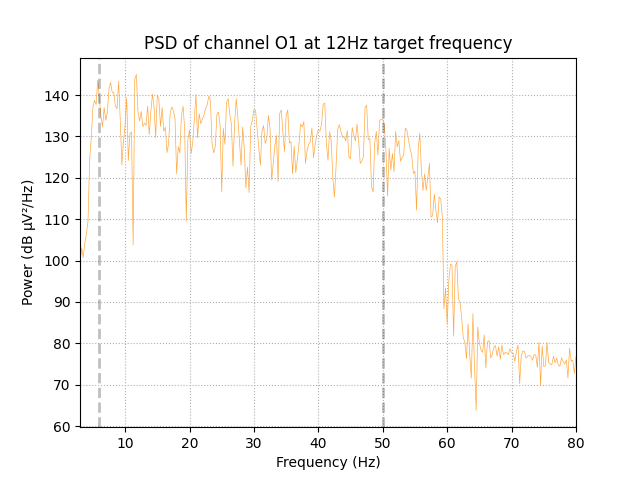 PSD of channel O1 at 12Hz target frequency
Power (dB µV²/Hz)
140
130
120
110
100
90
80
70
60
10 20 30 40 50 60 70 80
Frequency (Hz)